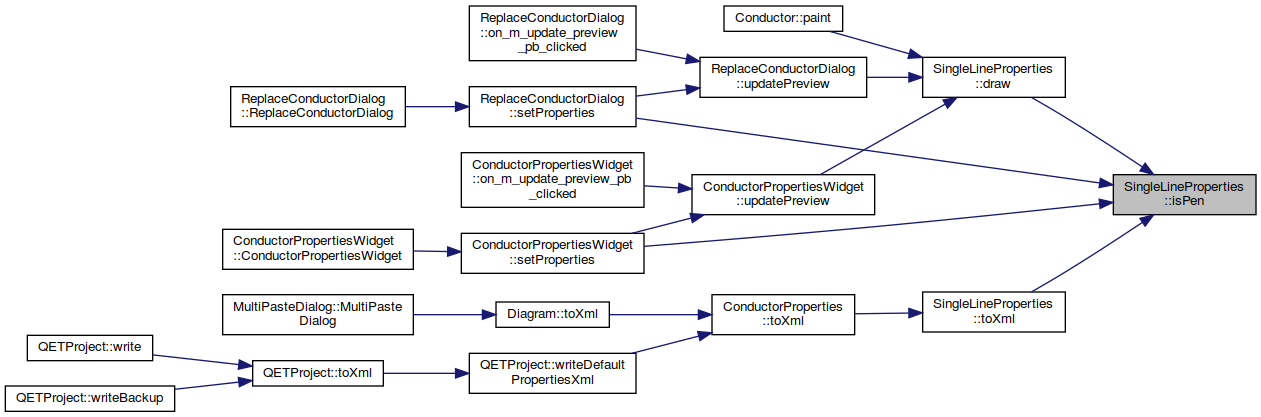 ReplaceConductorDialog
::on_m_update_preview
_pb_clicked
Conductor::paint
ReplaceConductorDialog
::updatePreview
SingleLineProperties
::draw
ReplaceConductorDialog
::ReplaceConductorDialog
ReplaceConductorDialog
::setProperties
ConductorPropertiesWidget
::on_m_update_preview_pb
_clicked
ConductorPropertiesWidget
::updatePreview
SingleLineProperties
::isPen
ConductorPropertiesWidget
::ConductorPropertiesWidget
ConductorPropertiesWidget
::setProperties
MultiPasteDialog::MultiPaste
Dialog
Diagram::toXml
ConductorProperties
::toXml
SingleLineProperties
::toXml
QETProject::write
QETProject::toXml
QETProject::writeDefault
PropertiesXml
QETProject::writeBackup